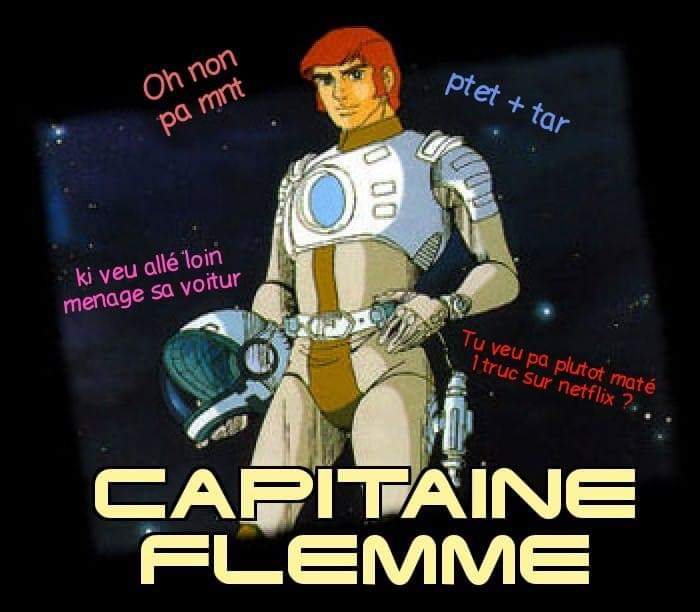 Oh non
pa mnt
ptet + tar
ki veu allé loin
menage sa voitur
Tu veu pa plutot maté
1 truc sur netflix ?
CAPITAINE
FLEMME